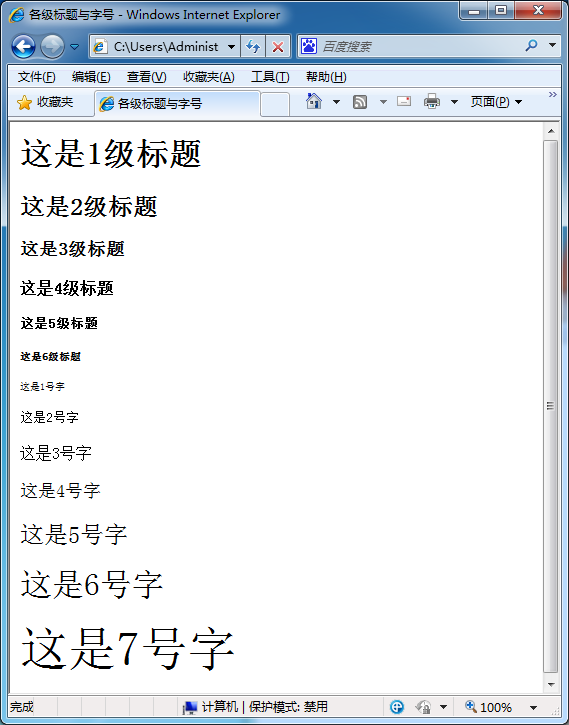 各级标题与字号 - Windows Internet Explorer
C:\Users\Administ
百度搜索
文件(F) 编辑(E) 查看(V) 收藏夹(A) 工具(T) 帮助(H)
收藏夹 各级标题与字号 页面(P)
这是1级标题
这是2级标题
这是3级标题
这是4级标题
这是5级标题
这是6级标题
这是1号字
这是2号字
这是3号字
这是4号字
这是5号字
这是6号字
这是7号字
完成 计算机 | 保护模式: 禁用 100%